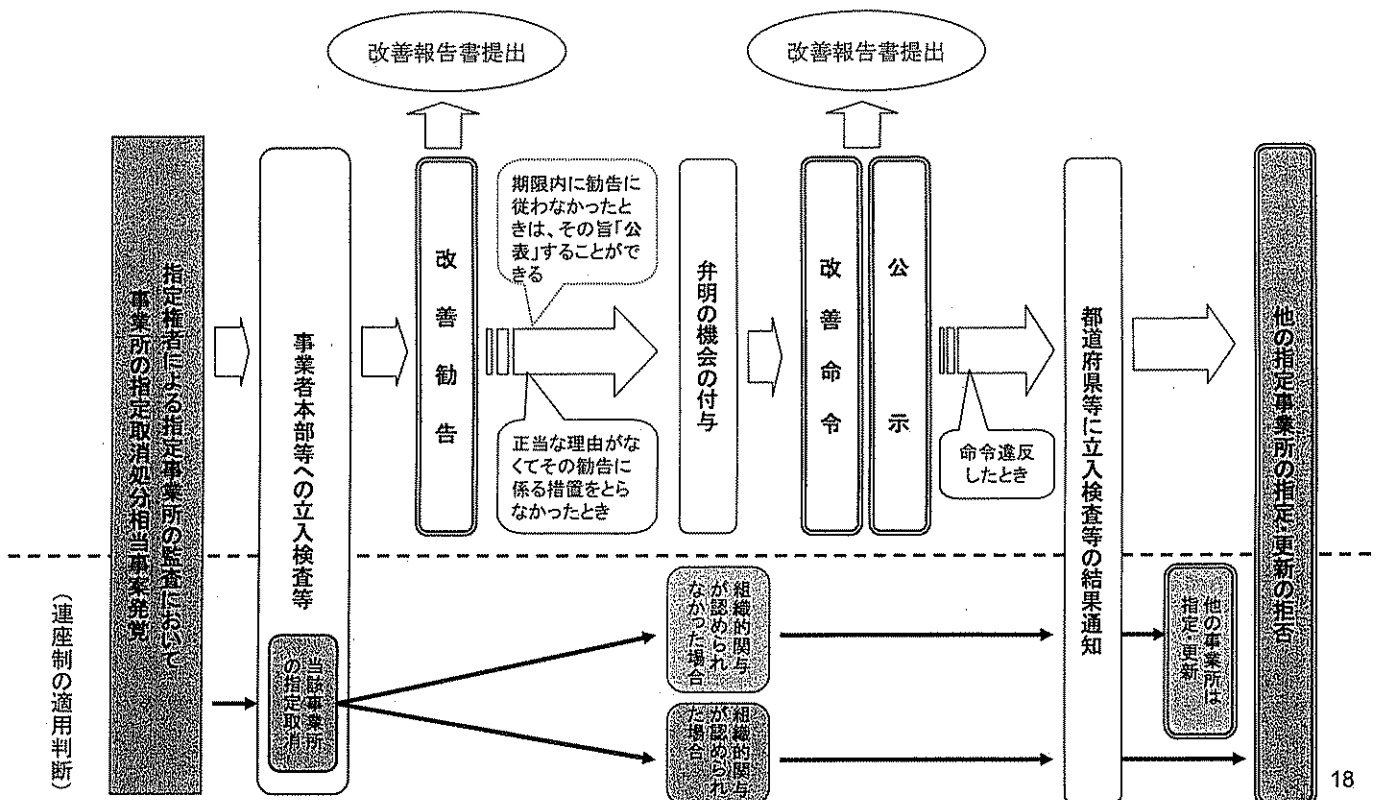 改善報告書提出
改善報告書提出
指定権者による指定事業所の監査において
事業所の指定取消処分相当事案発覚
事業者本部等への立入検査等
改善勧告
期限内に勧告に
従わなかったと
きは、その旨「公
表」することがで
きる
正当な理由がな
くてその勧告に
係る措置をとら
なかったとき
弁明の機会の付与
改善命令
公示
命令違反
したとき
都道府県等に立入検査等の結果通知
他の指定事業所の指定・更新の拒否
(連座制の適用判断)
当該事業所
の指定取消
組織的関与
が認められ
なかった場合
組織的関与
が認められ
た場合
他の事業所は
指定・更新
18